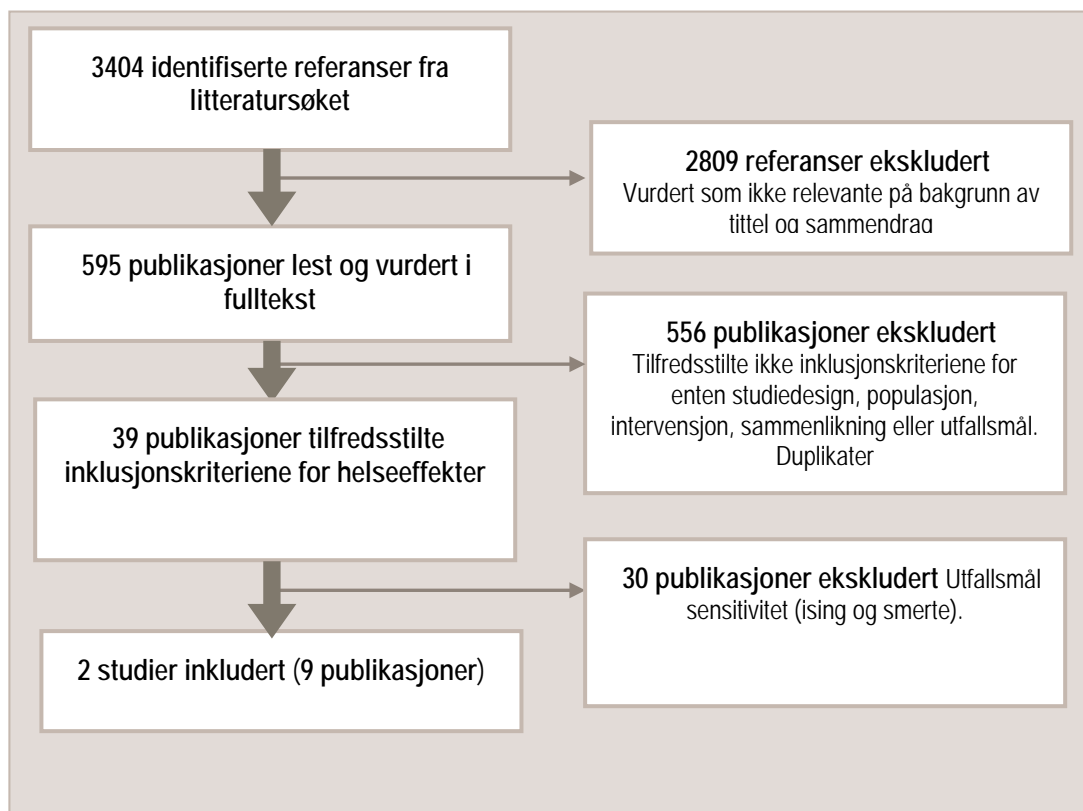 3404 identifiserte referanser fra
litteratursøket
2809 referanser ekskludert
Vurdert som ikke relevante på bakgrunn av
tittel og sammendrag
595 publikasjoner lest og vurdert i
fulltekst
556 publikasjoner ekskludert
Tilfredsstilte ikke inklusjonskriteriene for
enten studiedesign, populasjon,
intervensjon, sammenlikning eller utfallsmål.
Duplikater
39 publikasjoner tilfredsstilte
inklusjonskriteriene for helseeffekter
30 publikasjoner ekskludert Utfallsmål
sensitivitet (ising og smerte).
2 studier inkludert (9 publikasjoner)